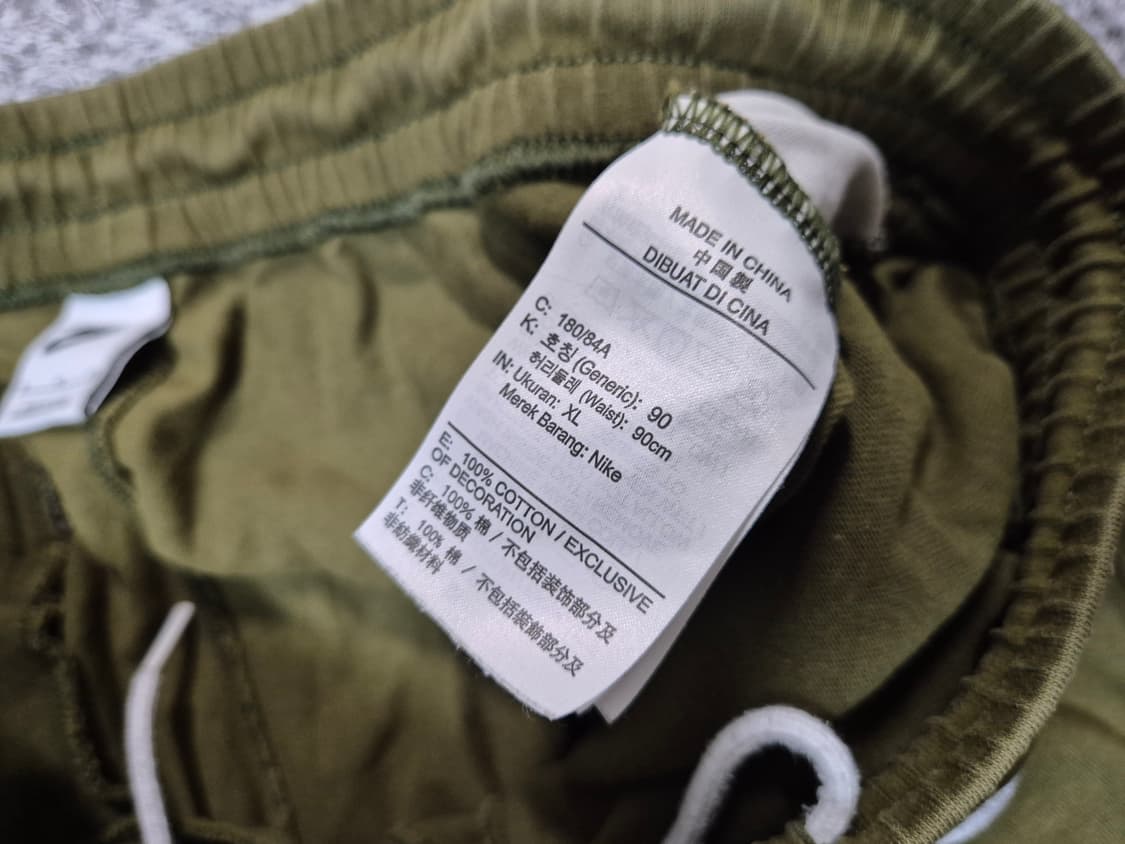 MADE IN CHINA
中国製
DIBUAT DI CINA
C: 180/84A
K: 호칭 (Generic): 90
허리둘레 (Waist): 90cm
IN: Ukuran: XL
Merek Barang: Nike
E: 100% COTTON / EXCLUSIVE
OF DECORATION
C: 100% 棉 / 不包括装饰部分及
非纤维物质
T: 100% 棉 / 不包括裝飾部分及
非紡織材料